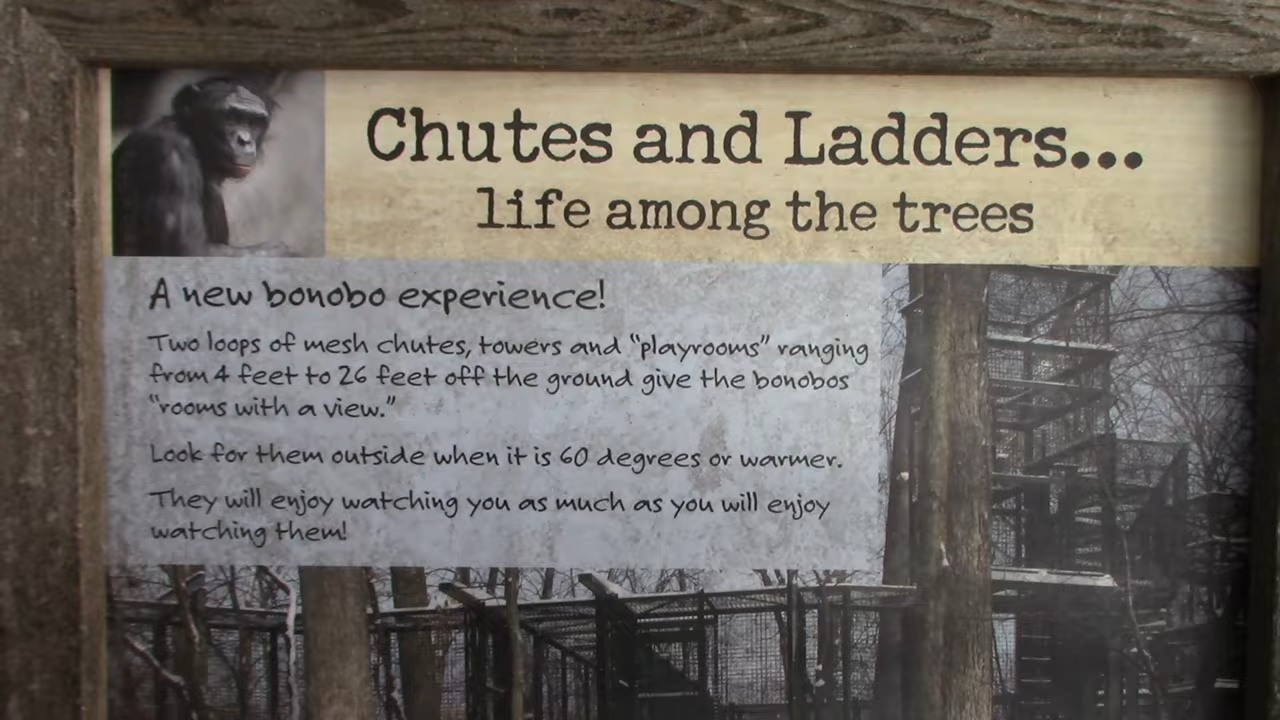 Chutes and Ladders...
life among the trees
A new bonobo experience!
Two loops of mesh chutes, towers and "playrooms" ranging
from 4 feet to 26 feet off the ground give the bonobos
"rooms with a view."
Look for them outside when it is 60 degrees or warmer.
They will enjoy watching you as much as you will enjoy
watching them!